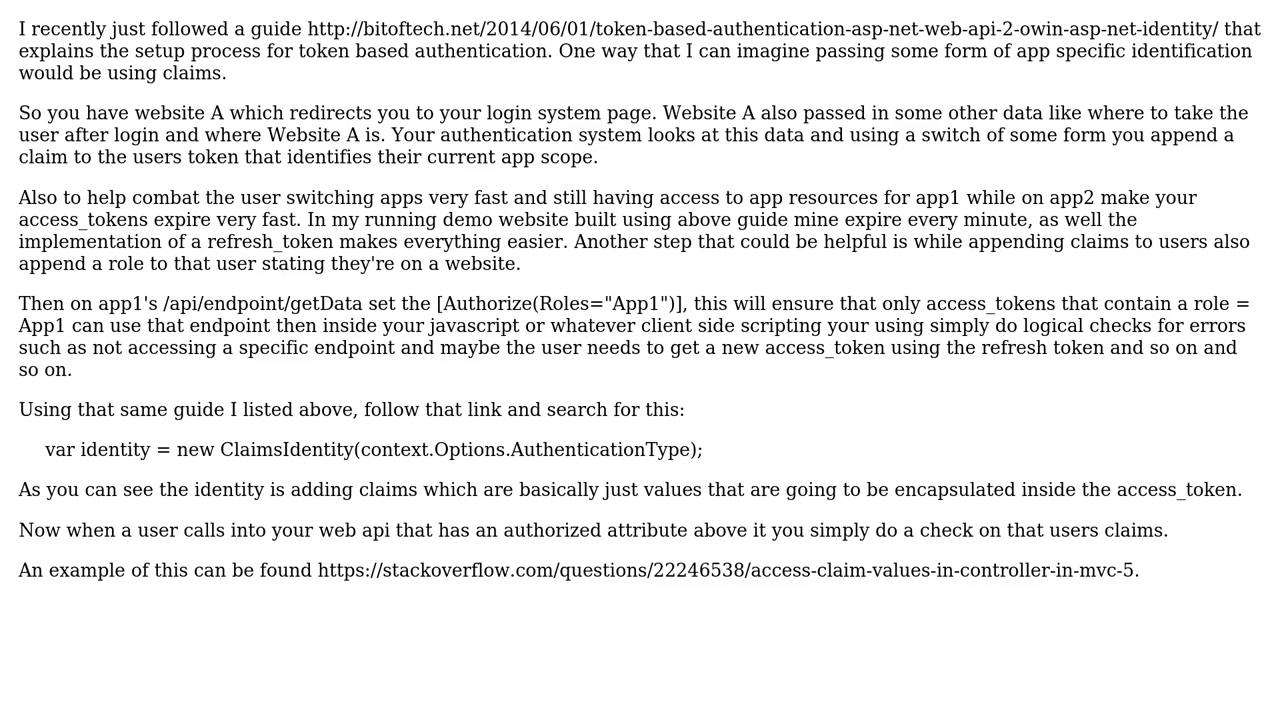 I recently just followed a guide http://bitoftech.net/2014/06/01/token-based-authentication-asp-net-web-api-2-owin-asp-net-identity/ that
explains the setup process for token based authentication. One way that I can imagine passing some form of app specific identification
would be using claims.
So you have website A which redirects you to your login system page. Website A also passed in some other data like where to take the
user after login and where Website A is. Your authentication system looks at this data and using a switch of some form you append a
claim to the users token that identifies their current app scope.
Also to help combat the user switching apps very fast and still having access to app resources for app1 while on app2 make your
access_tokens expire very fast. In my running demo website built using above guide mine expire every minute, as well the
implementation of a refresh_token makes everything easier. Another step that could be helpful is while appending claims to users also
append a role to that user stating they're on a website.
Then on app1's /api/endpoint/getData set the [Authorize(Roles="App1")], this will ensure that only access_tokens that contain a role =
App1 can use that endpoint then inside your javascript or whatever client side scripting your using simply do logical checks for errors
such as not accessing a specific endpoint and maybe the user needs to get a new access_token using the refresh token and so on and
so on.
Using that same guide I listed above, follow that link and search for this:
var identity = new ClaimsIdentity(context.Options.AuthenticationType);
As you can see the identity is adding claims which are basically just values that are going to be encapsulated inside the access_token.
Now when a user calls into your web api that has an authorized attribute above it you simply do a check on that users claims.
An example of this can be found https://stackoverflow.com/questions/22246538/access-claim-values-in-controller-in-mvc-5.